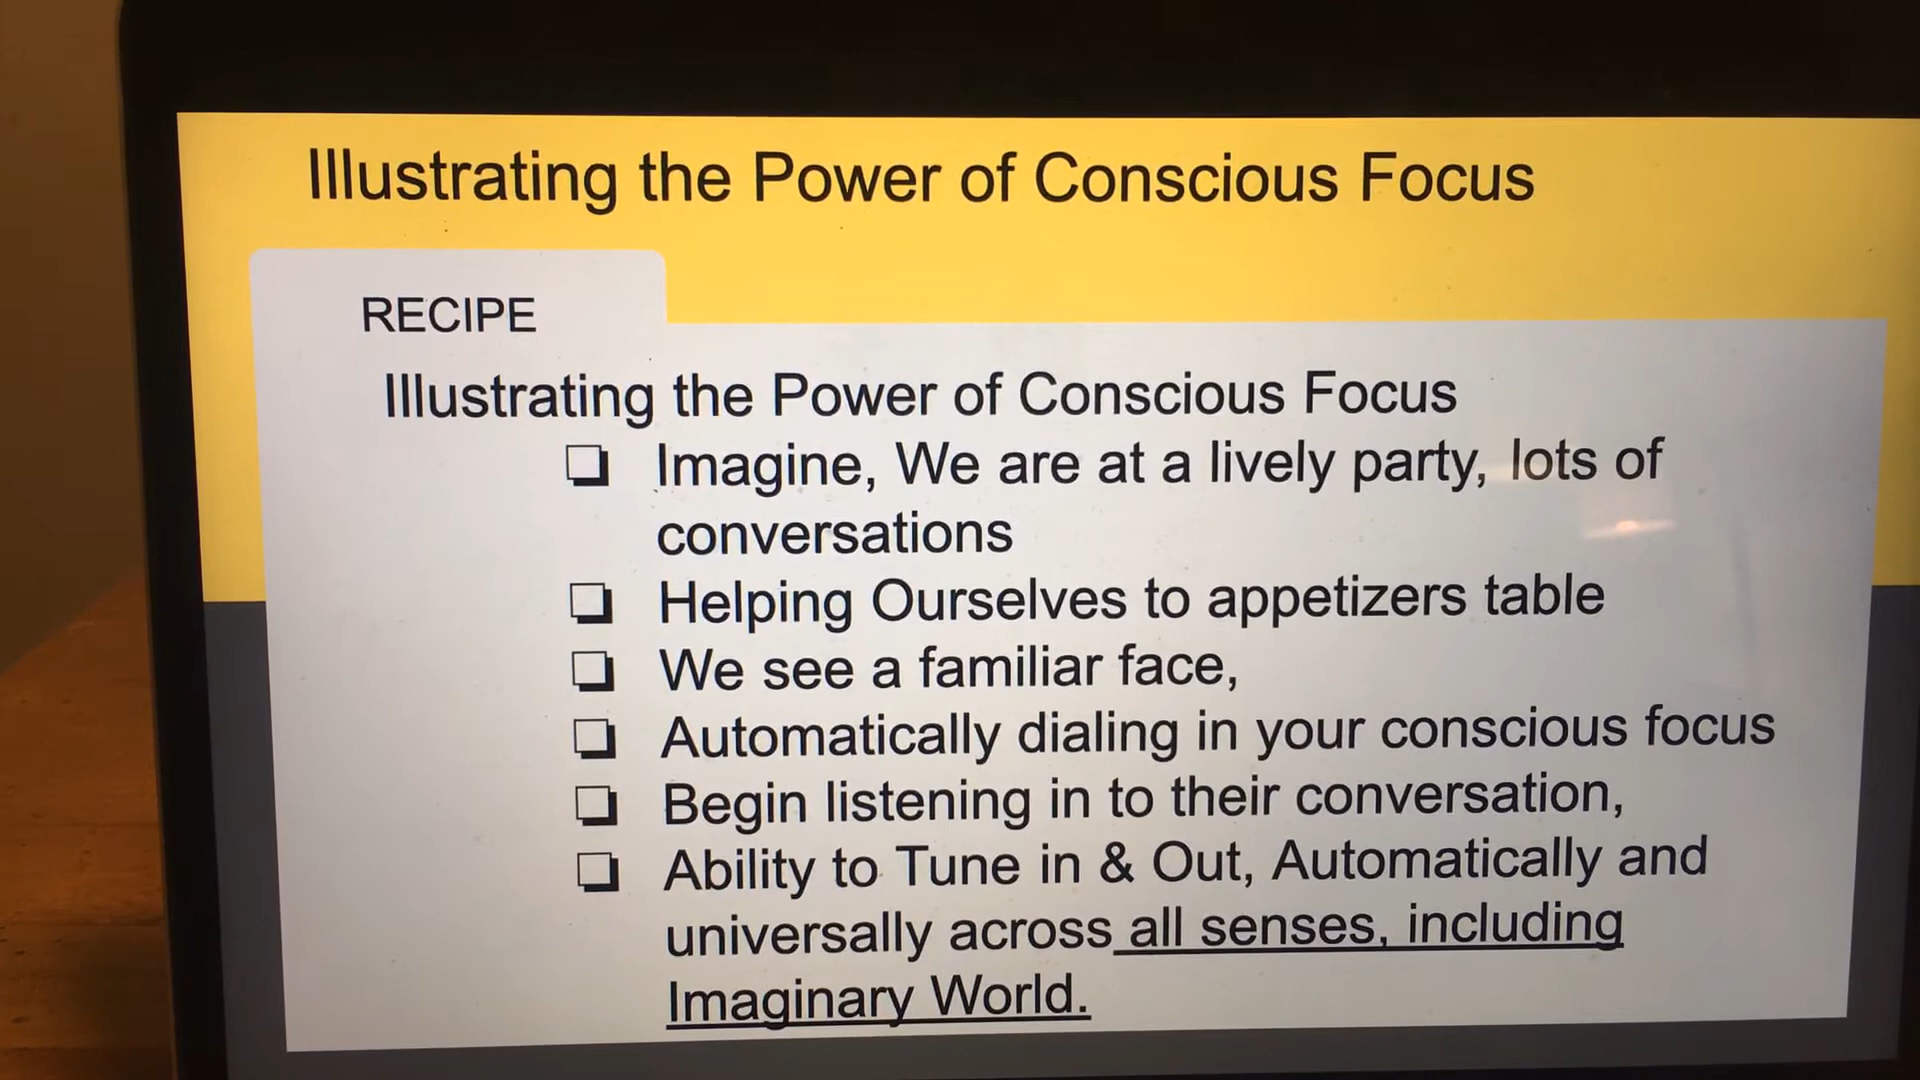 Illustrating the Power of Conscious Focus
RECIPE
Illustrating the Power of Conscious Focus
❏ Imagine, We are at a lively party, lots of
conversations
❏ Helping Ourselves to appetizers table
❏ We see a familiar face,
❏ Automatically dialing in your conscious focus
❏ Begin listening in to their conversation,
❏ Ability to Tune in & Out, Automatically and
universally across all senses, including
Imaginary World.